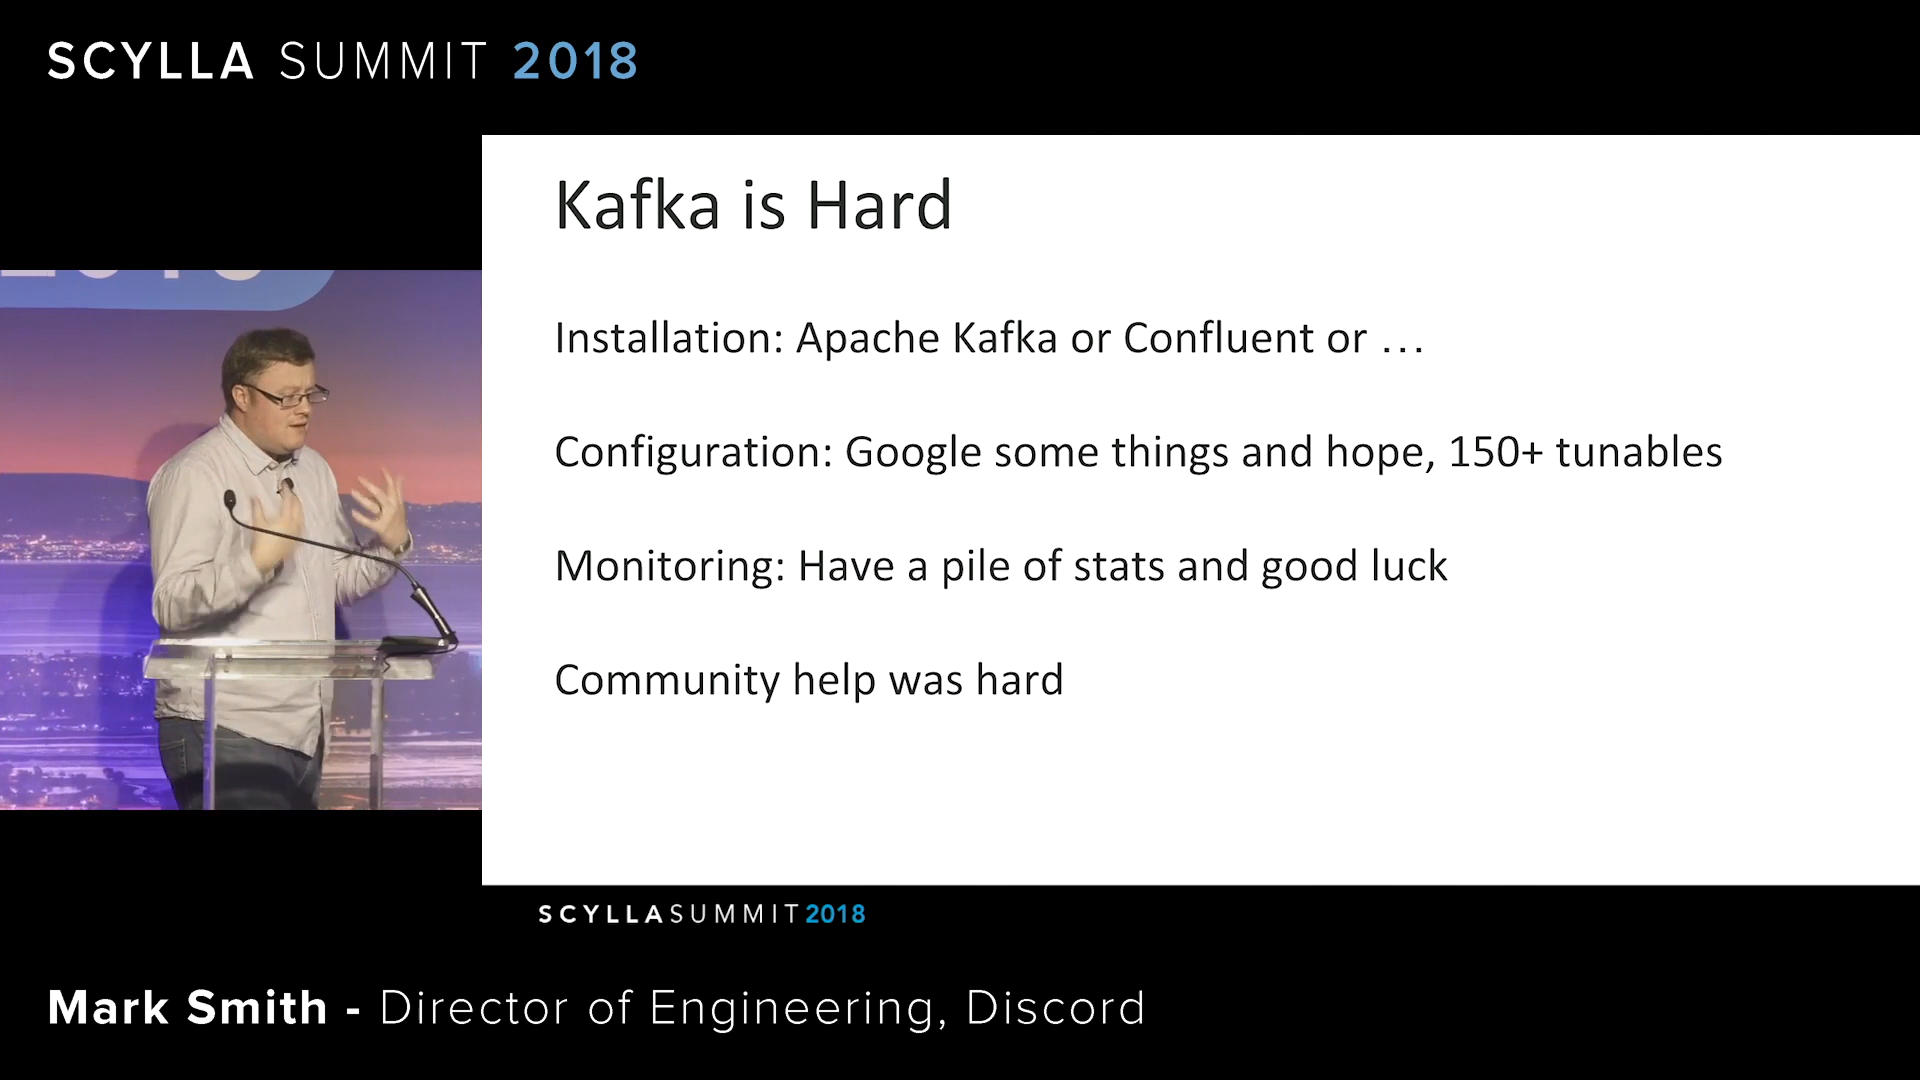 SCYLLA SUMMIT 2018
Kafka is Hard
Installation: Apache Kafka or Confluent or …
Configuration: Google some things and hope, 150+ tunables
Monitoring: Have a pile of stats and good luck
Community help was hard
SCYLLASUMMIT2018
Mark Smith - Director of Engineering, Discord